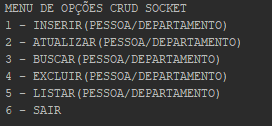 MENU DE OPÇÕES CRUD SOCKET
1 - INSERIR(PESSOA/DEPARTAMENTO)
2 - ATUALIZAR(PESSOA/DEPARTAMENTO)
3 - BUSCAR(PESSOA/DEPARTAMENTO)
4 - EXCLUIR(PESSOA/DEPARTAMENTO)
5 - LISTAR(PESSOA/DEPARTAMENTO)
6 - SAIR